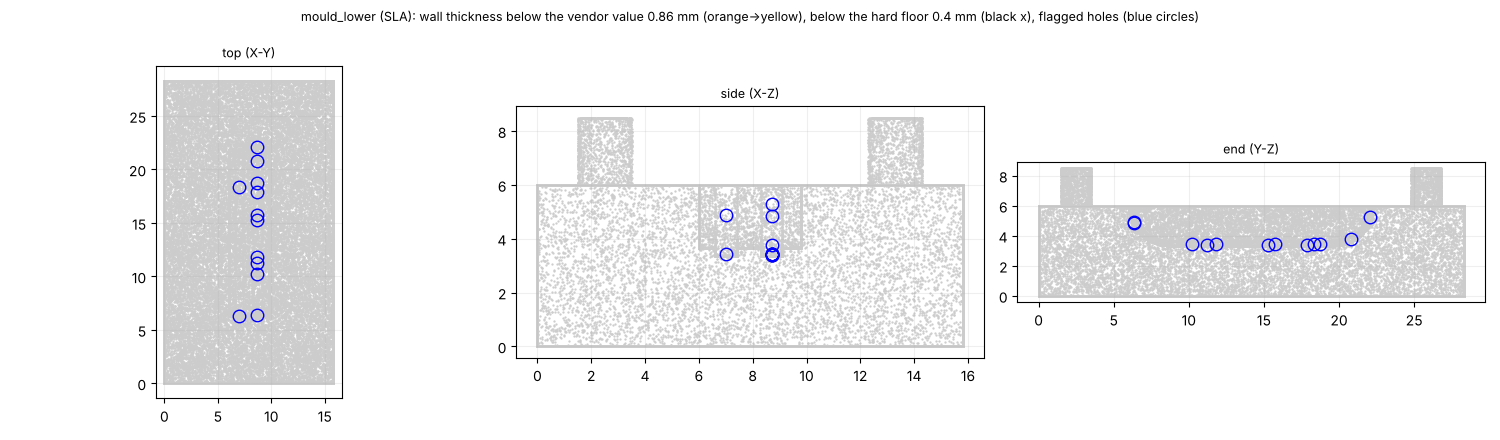 mould_lower (SLA): wall thickness below the vendor value 0.86 mm (orange→yellow), below the hard floor 0.4 mm (black x), flagged holes (blue circles)
top (X-Y)
25
20
15
10
5
0
0 5 10 15
side (X-Z)
8
6
4
2
0
0 2 4 6 8 10 12 14 16
end (Y-Z)
8
6
4
2
0
0 5 10 15 20 25